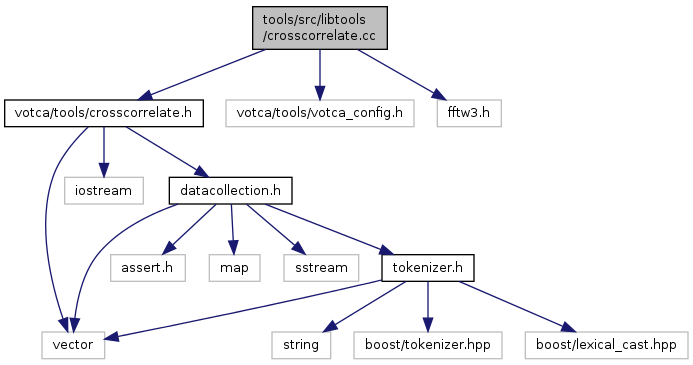 tools/src/libtools
/crosscorrelate.cc
votca/tools/crosscorrelate.h
votca/tools/votca_config.h
fftw3.h
iostream
datacollection.h
assert.h
map
sstream
tokenizer.h
vector
string
boost/tokenizer.hpp
boost/lexical_cast.hpp